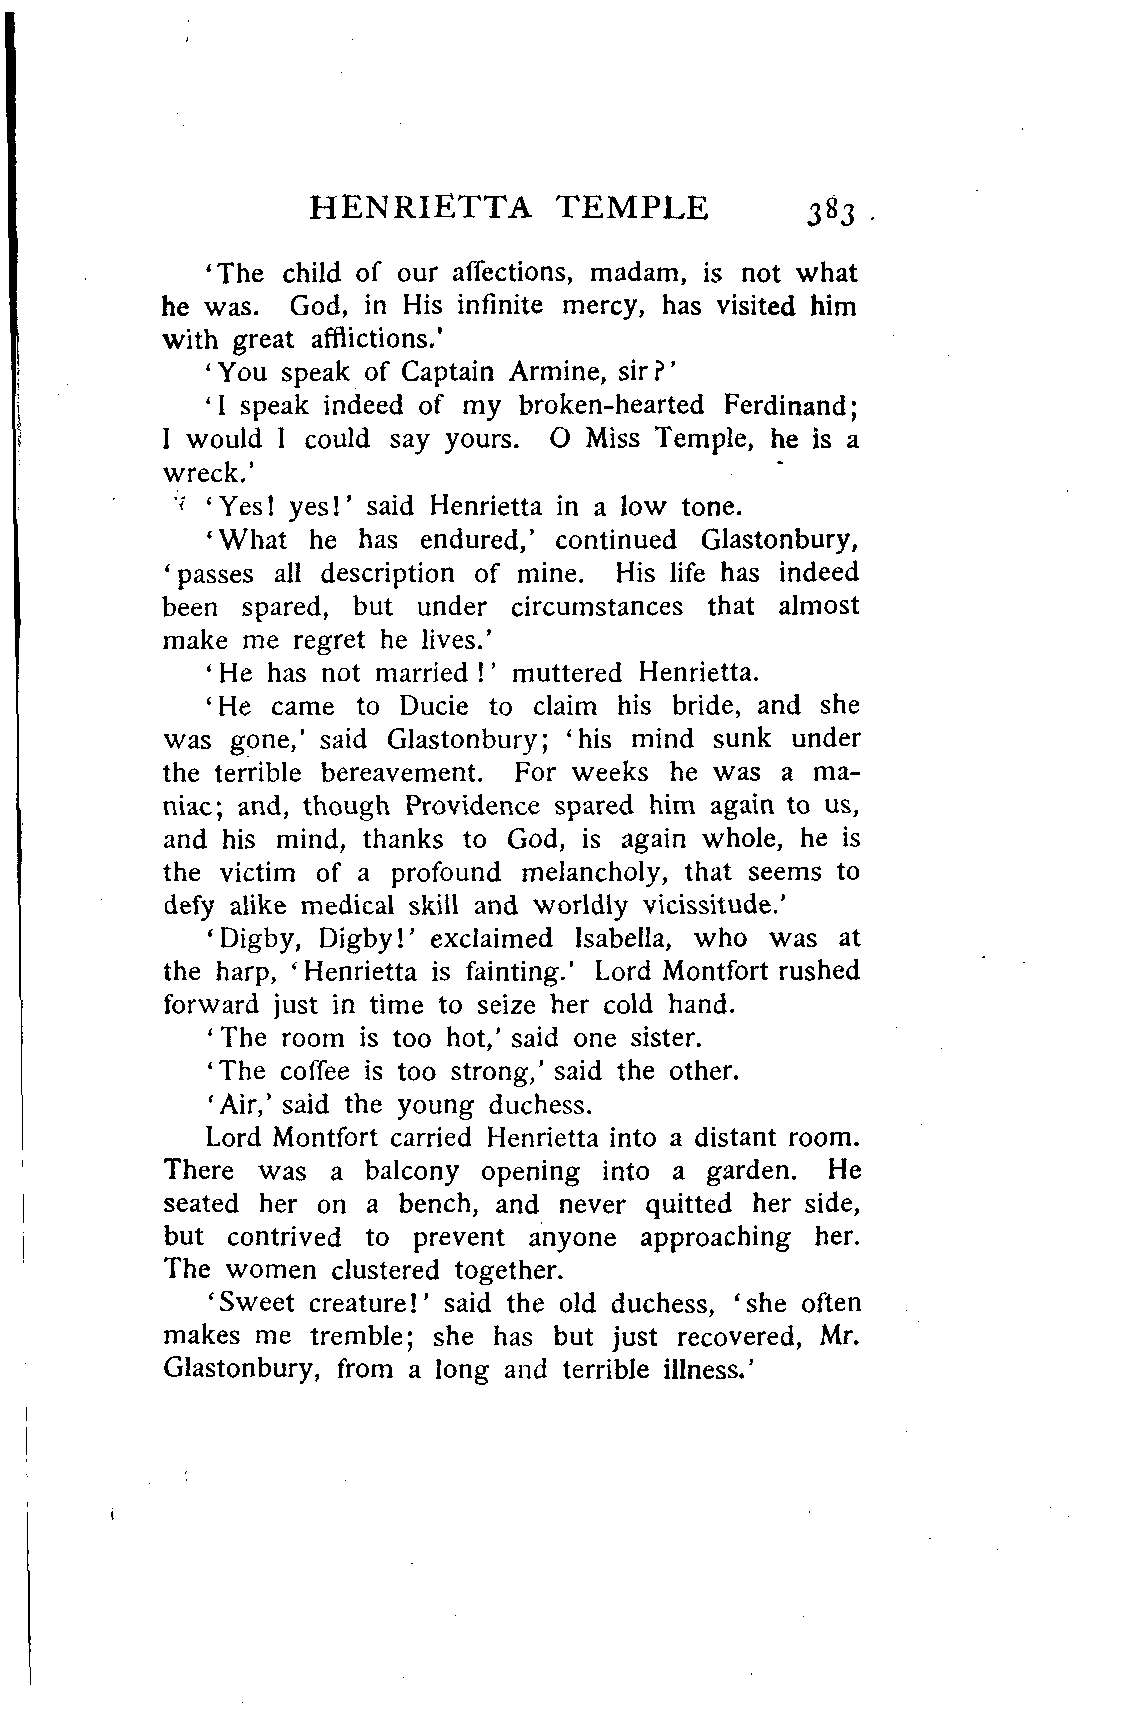 HENRIETTA TEMPLE 383
‘The child of our affections, madam, is not what
he was. God, in His infinite mercy, has visited him
with great afflictions.’
‘You speak of Captain Armine, sir?’
‘I speak indeed of my broken-hearted Ferdinand;
I would I could say yours. O Miss Temple, he is a
wreck.’
‘Yes! yes!’ said Henrietta in a low tone.
‘What he has endured,’ continued Glastonbury,
‘passes all description of mine. His life has indeed
been spared, but under circumstances that almost
make me regret he lives.’
‘He has not married!’ muttered Henrietta.
‘He came to Ducie to claim his bride, and she
was gone,’ said Glastonbury; ‘his mind sunk under
the terrible bereavement. For weeks he was a ma-
niac; and, though Providence spared him again to us,
and his mind, thanks to God, is again whole, he is
the victim of a profound melancholy, that seems to
defy alike medical skill and worldly vicissitude.’
‘Digby, Digby!’ exclaimed Isabella, who was at
the harp, ‘Henrietta is fainting.’ Lord Montfort rushed
forward just in time to seize her cold hand.
‘The room is too hot,’ said one sister.
‘The coffee is too strong,’ said the other.
‘Air,’ said the young duchess.
Lord Montfort carried Henrietta into a distant room.
There was a balcony opening into a garden. He
seated her on a bench, and never quitted her side,
but contrived to prevent anyone approaching her.
The women clustered together.
‘Sweet creature!’ said the old duchess, ‘she often
makes me tremble; she has but just recovered, Mr.
Glastonbury, from a long and terrible illness.’